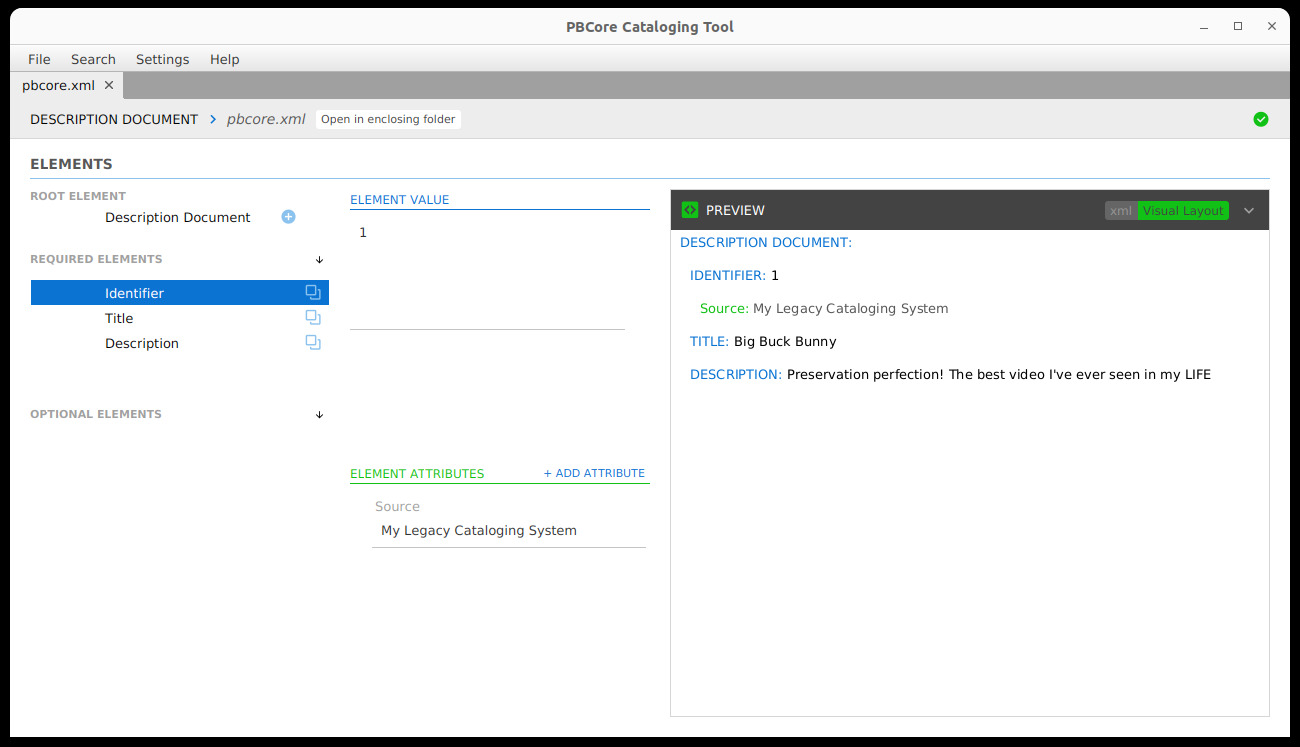 PBCore Cataloging Tool
File Search Settings Help
pbcore.xml
DESCRIPTION DOCUMENT pbcore.xml Open in enclosing folder
ELEMENTS
ROOT ELEMENT
Description Document
REQUIRED ELEMENTS
Identifier
Title
Description
OPTIONAL ELEMENTS
ELEMENT VALUE
1
ELEMENT ATTRIBUTES + ADD ATTRIBUTE
Source
My Legacy Cataloging System
PREVIEW xml Visual Layout
DESCRIPTION DOCUMENT:
IDENTIFIER: 1
Source: My Legacy Cataloging System
TITLE: Big Buck Bunny
DESCRIPTION: Preservation perfection! The best video I've ever seen in my LIFE